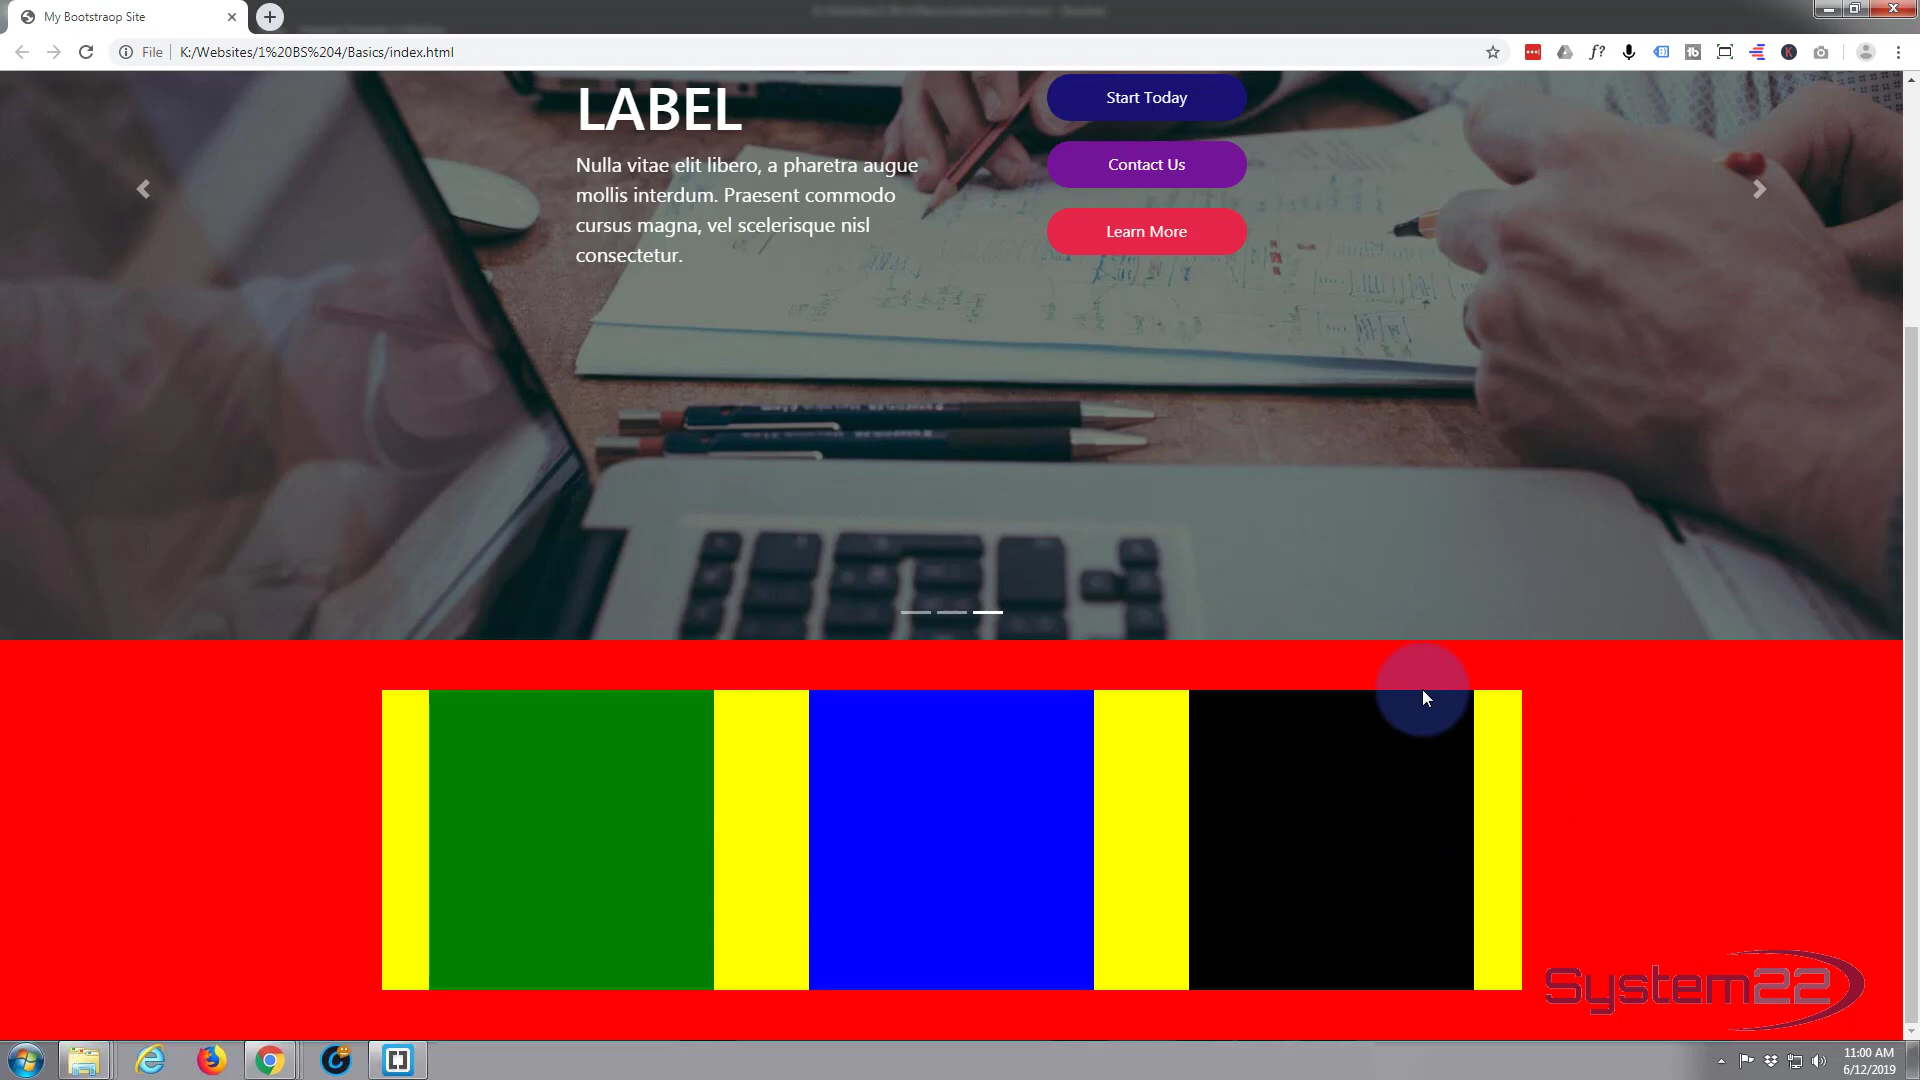 My Bootstraop Site
File
K:/Websites/1%20BS%204/Basics/index.html
f?
K
LABEL
Nulla vitae elit libero, a pharetra augue
mollis interdum. Praesent commodo
cursus magna, vel scelerisque nisl
consectetur.
Start Today
Contact Us
Learn More
System22
11:00 AM
6/12/2019